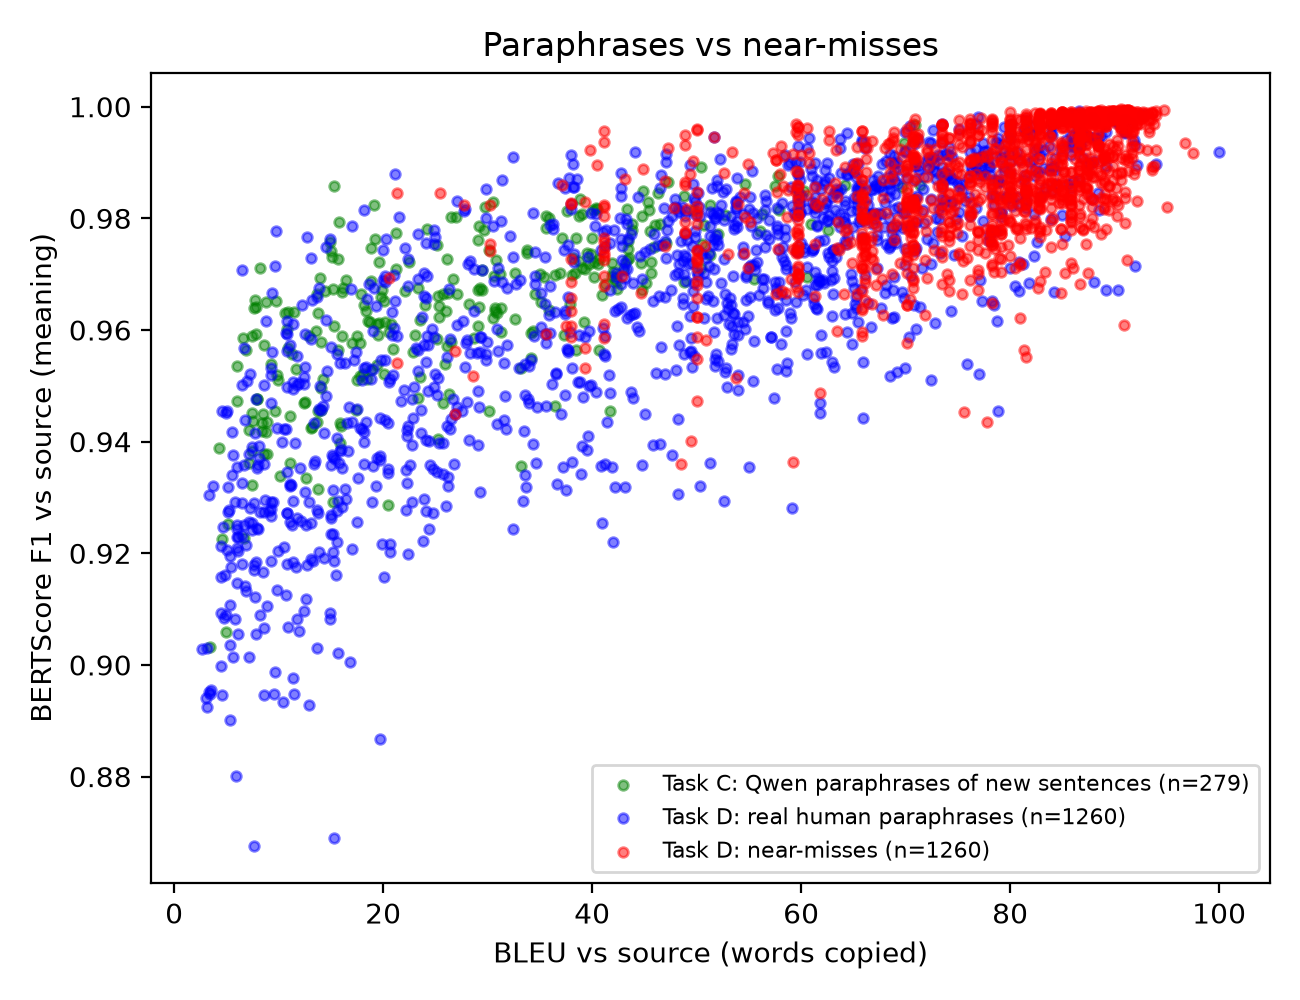 Paraphrases vs near-misses
1.00
0.98
0.96
0.94
0.92
0.90
0.88
BERTScore F1 vs source (meaning)
0
20
40
60
80
100
BLEU vs source (words copied)
Task C: Qwen paraphrases of new sentences (n=279)
Task D: real human paraphrases (n=1260)
Task D: near-misses (n=1260)